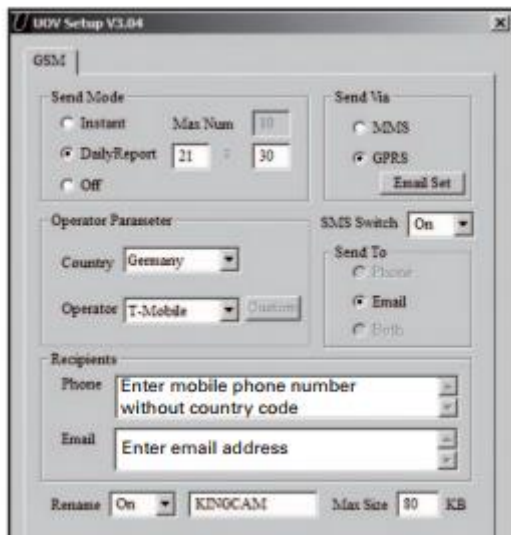 UOV Setup V3.04
GSM
Send Mode
Instant Max Num 10
DailyReport 21 : 30
Off
Send Via
MMS
GPRS
Email Set
Operator Parameter
Country Germany
Operator T-Mobile Custom
SMS Switch On
Send To
Phone
Email
Both
Recipients
Phone Enter mobile phone number
without country code
Email Enter email address
Rename On KINGCAM Max Size 80 KB